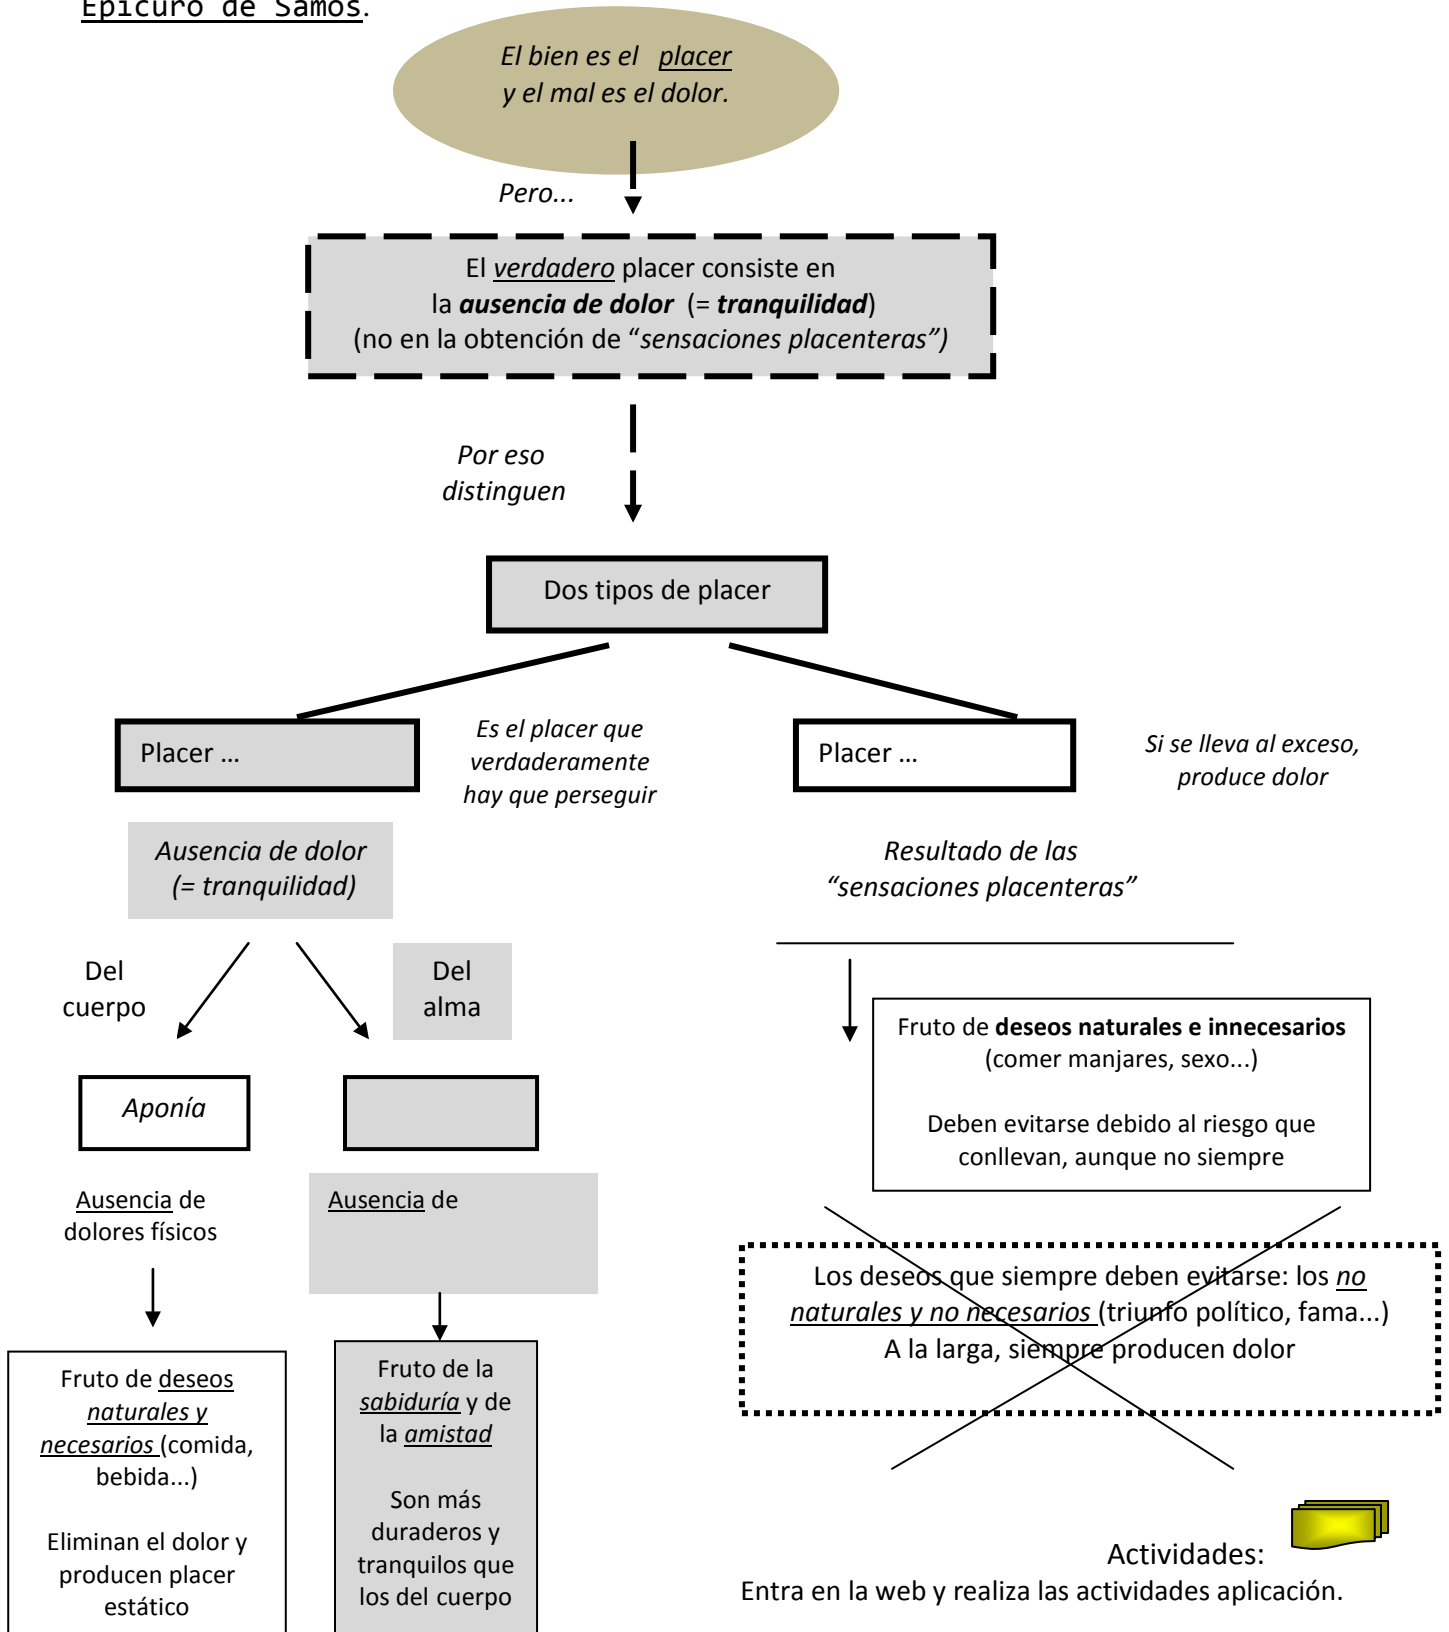 Epicuro de Samos.
El bien es el placer
y el mal es el dolor.
Pero...
El verdadero placer consiste en
la ausencia de dolor (= tranquilidad)
(no en la obtención de “sensaciones placenteras”)
Por eso
distinguen
Dos tipos de placer
Placer ...
Es el placer que
verdaderamente
hay que perseguir
Placer ...
Si se lleva al exceso,
produce dolor
Ausencia de dolor
(= tranquilidad)
Resultado de las
“sensaciones placenteras”
Del
cuerpo
Del
alma
Fruto de deseos naturales e innecesarios
(comer manjares, sexo...)
Deben evitarse debido al riesgo que
conllevan, aunque no siempre
Aponía
Ausencia de
dolores físicos
Ausencia de
Los deseos que siempre deben evitarse: los no
naturales y no necesarios (triunfo político, fama...)
A la larga, siempre producen dolor
Fruto de deseos
naturales y
necesarios (comida,
bebida...)
Eliminan el dolor y
producen placer
estático
Fruto de la
sabiduría y de
la amistad
Son más
duraderos y
tranquilos que
los del cuerpo
Actividades:
Entra en la web y realiza las actividades aplicación.